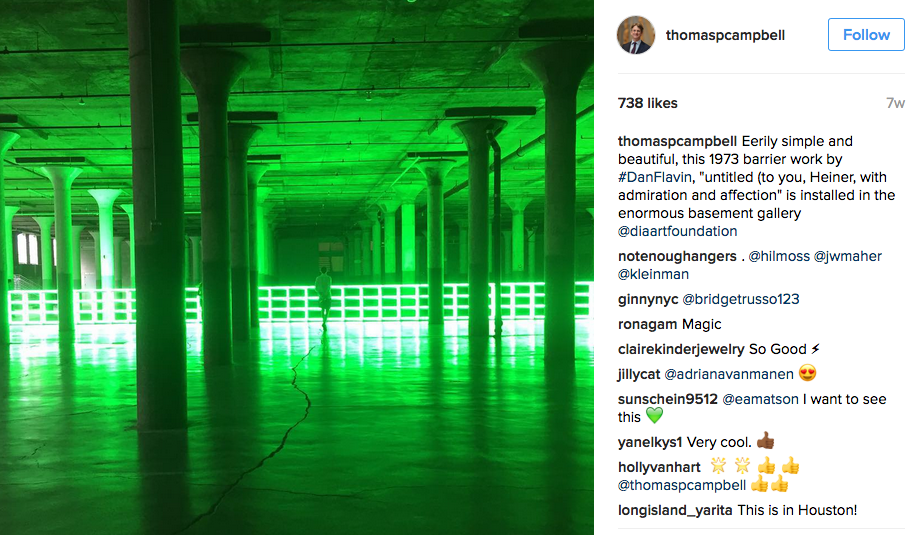 thomaspcampbell
Follow
738 likes
7w
thomaspcampbell Eerily simple and
beautiful, this 1973 barrier work by
#DanFlavin, "untitled (to you, Heiner, with
admiration and affection" is installed in the
enormous basement gallery
@diaartfoundation
notenoughangers . @hilmoss @jwmaher
@kleinman
ginnynyc @bridgetrusso123
ronagam Magic
clairekinderjewelry So Good ⚡
jillycat @adrianavanmanen 😍
sunschein9512 @eamatson I want to see
this 💚
yanelkys1 Very cool. 👍🏾
hollyvanhart 🌟 🌟 👍 👍
@thomaspcampbell 👍👍
longisland_yarita This is in Houston!